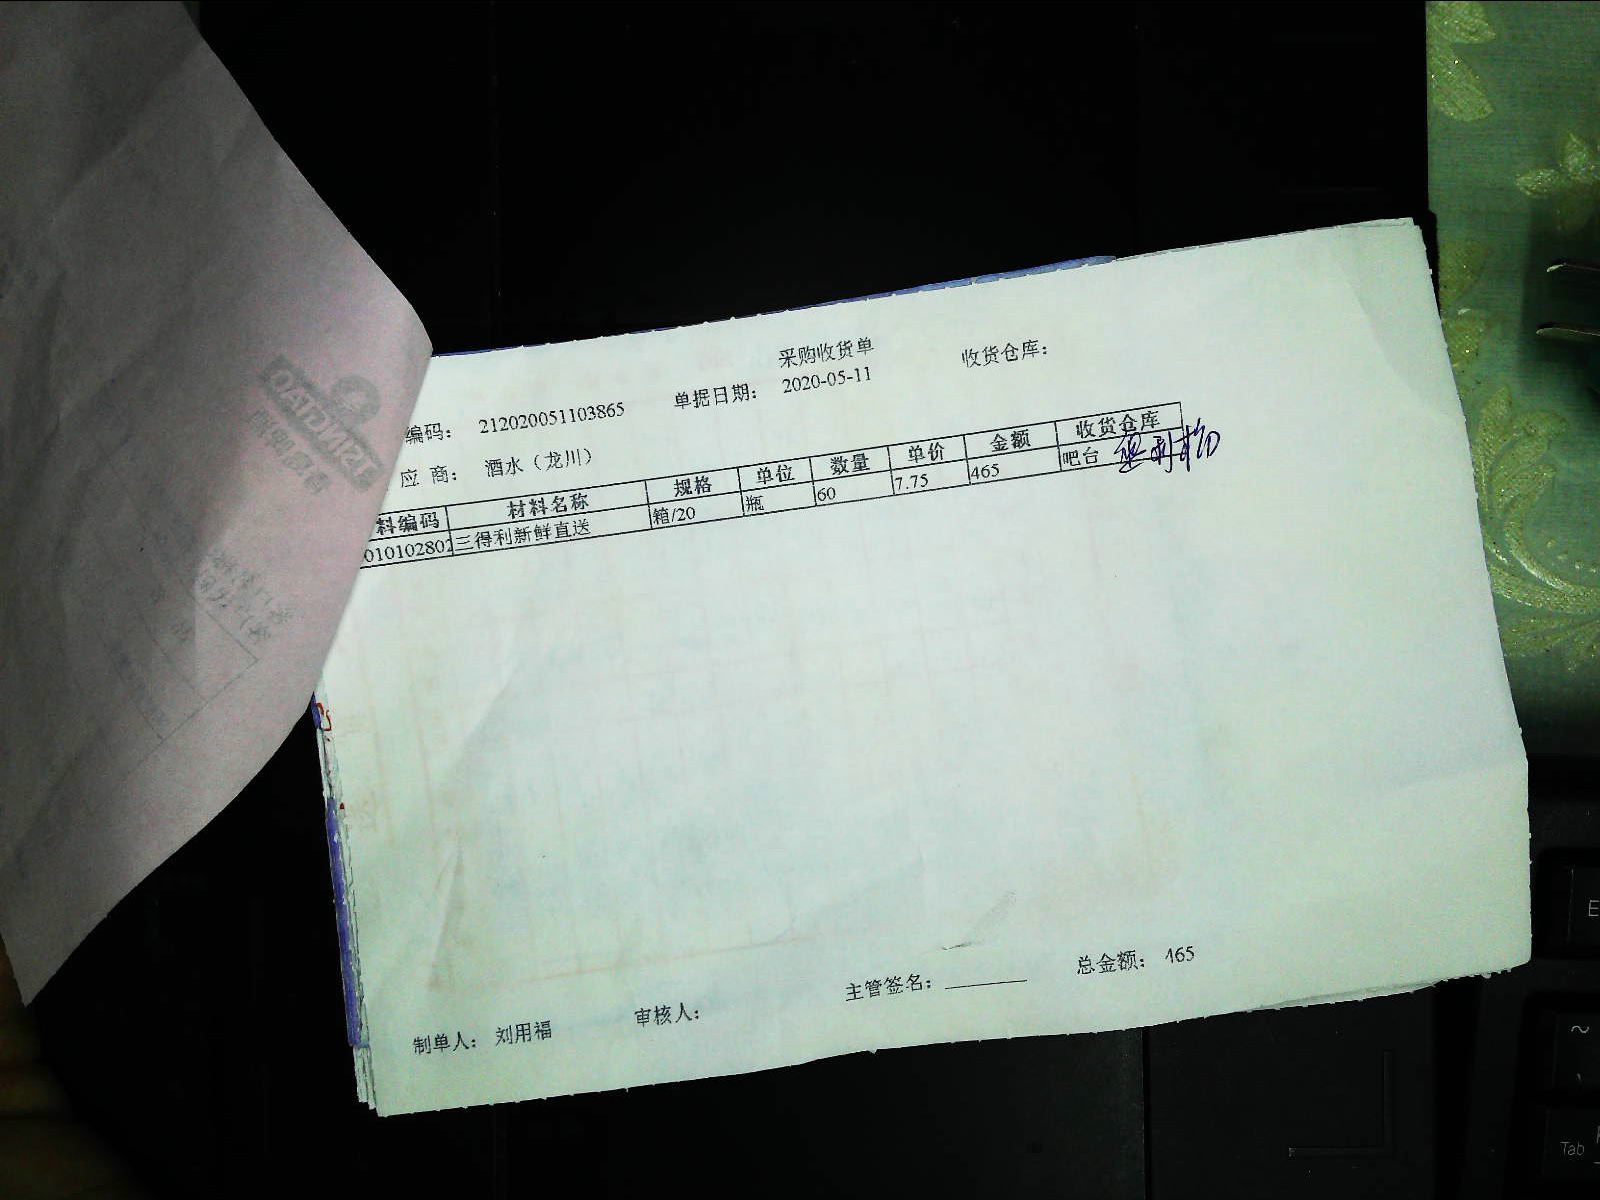 采购收货单
编码： 212020051103865 单据日期： 2020-05-11 收货仓库：
应 商： 酒水（龙川）
料编码 材料名称 规格 单位 数量 单价 金额 收货仓库
010102802 三得利新鲜直送 箱/20 瓶 60 7.75 465 吧台
制单人： 刘用福 审核人： 主管签名： 总金额： 465
Tab